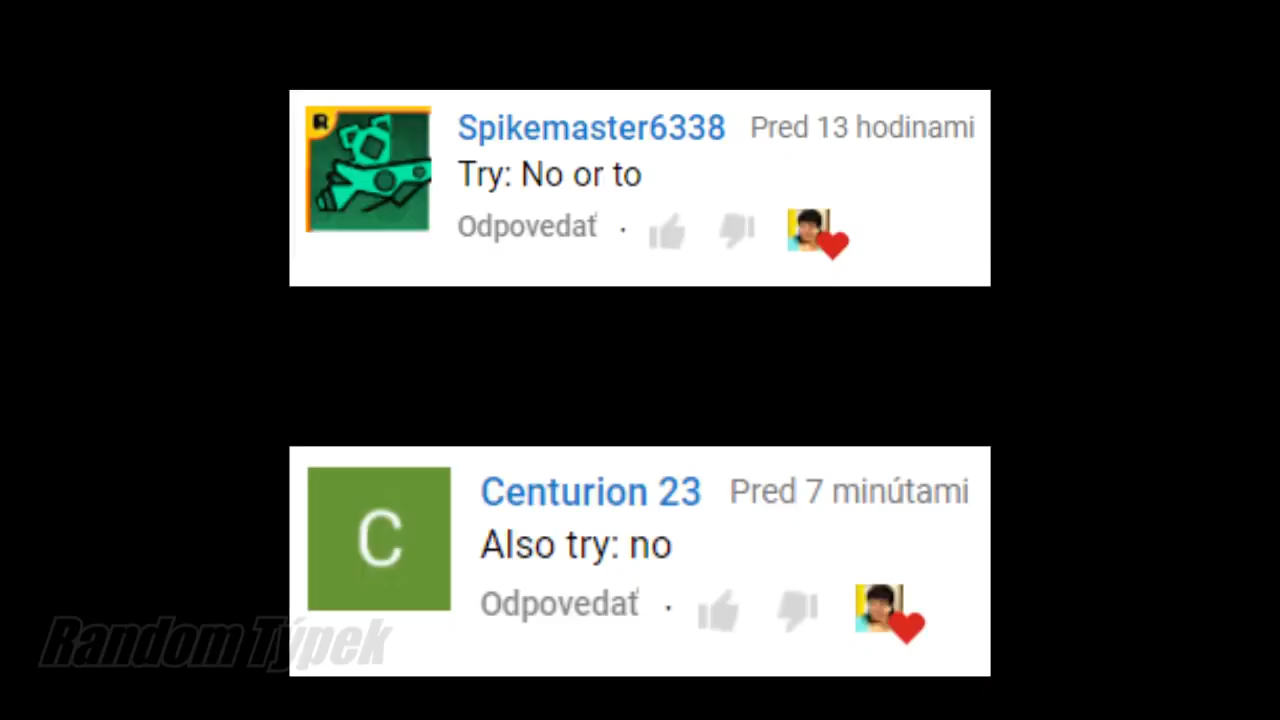 R
Spikemaster6338 Pred 13 hodinami
Try: No or to
Odpovedať ·
C
Centurion 23 Pred 7 minútami
Also try: no
Odpovedať ·
Random Týpek